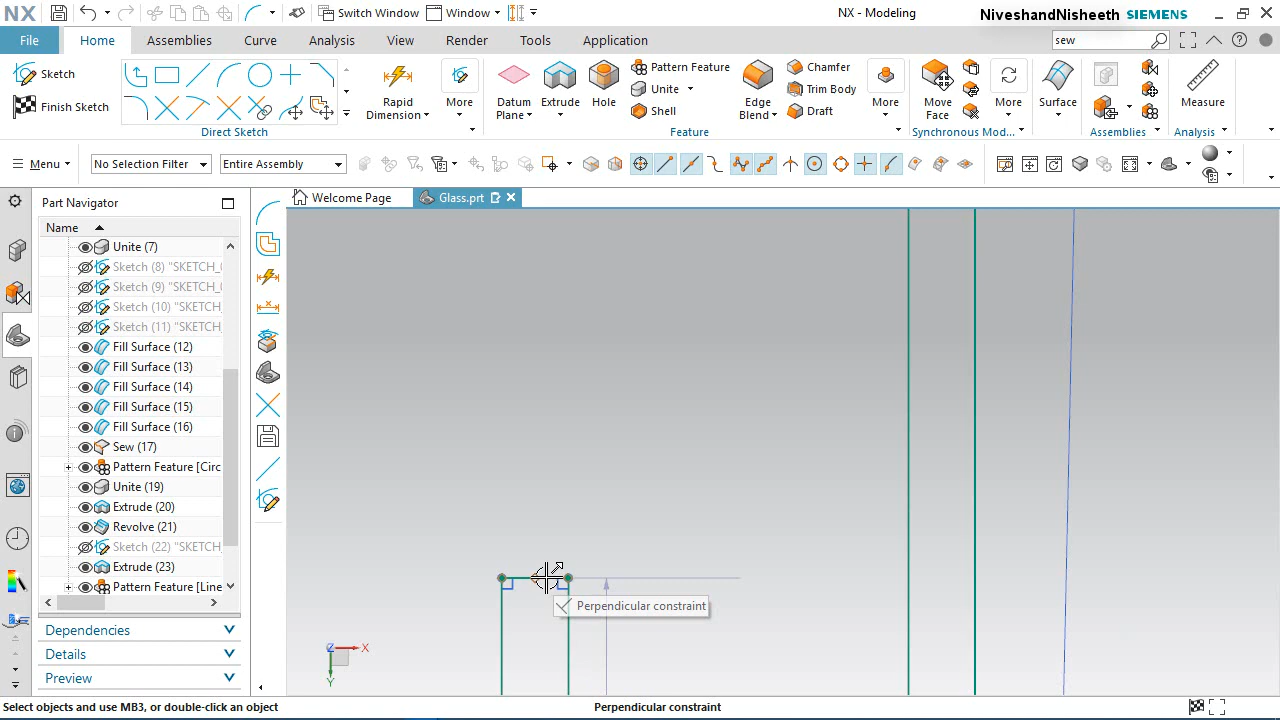 NX
Switch Window
Window
NX - Modeling
NiveshandNisheeth SIEMENS
File
Home
Assemblies
Curve
Analysis
View
Render
Tools
Application
sew
Sketch
Finish Sketch
Direct Sketch
Rapid
Dimension
More
Datum
Plane
Extrude
Hole
Pattern Feature
Unite
Shell
Feature
Edge
Blend
Chamfer
Trim Body
Draft
More
Move
Face
More
Synchronous Mod...
Surface
Assemblies
Measure
Analysis
Menu
No Selection Filter
Entire Assembly
Part Navigator
Welcome Page
Glass.prt
Name
Unite (7)
Sketch (8) "SKETCH_
Sketch (9) "SKETCH_
Sketch (10) "SKETCH_
Sketch (11) "SKETCH_
Fill Surface (12)
Fill Surface (13)
Fill Surface (14)
Fill Surface (15)
Fill Surface (16)
Sew (17)
Pattern Feature [Circ
Unite (19)
Extrude (20)
Revolve (21)
Sketch (22) "SKETCH_
Extrude (23)
Pattern Feature [Line
Dependencies
Details
Preview
Perpendicular constraint
Z
X
Y
Select objects and use MB3, or double-click an object
Perpendicular constraint